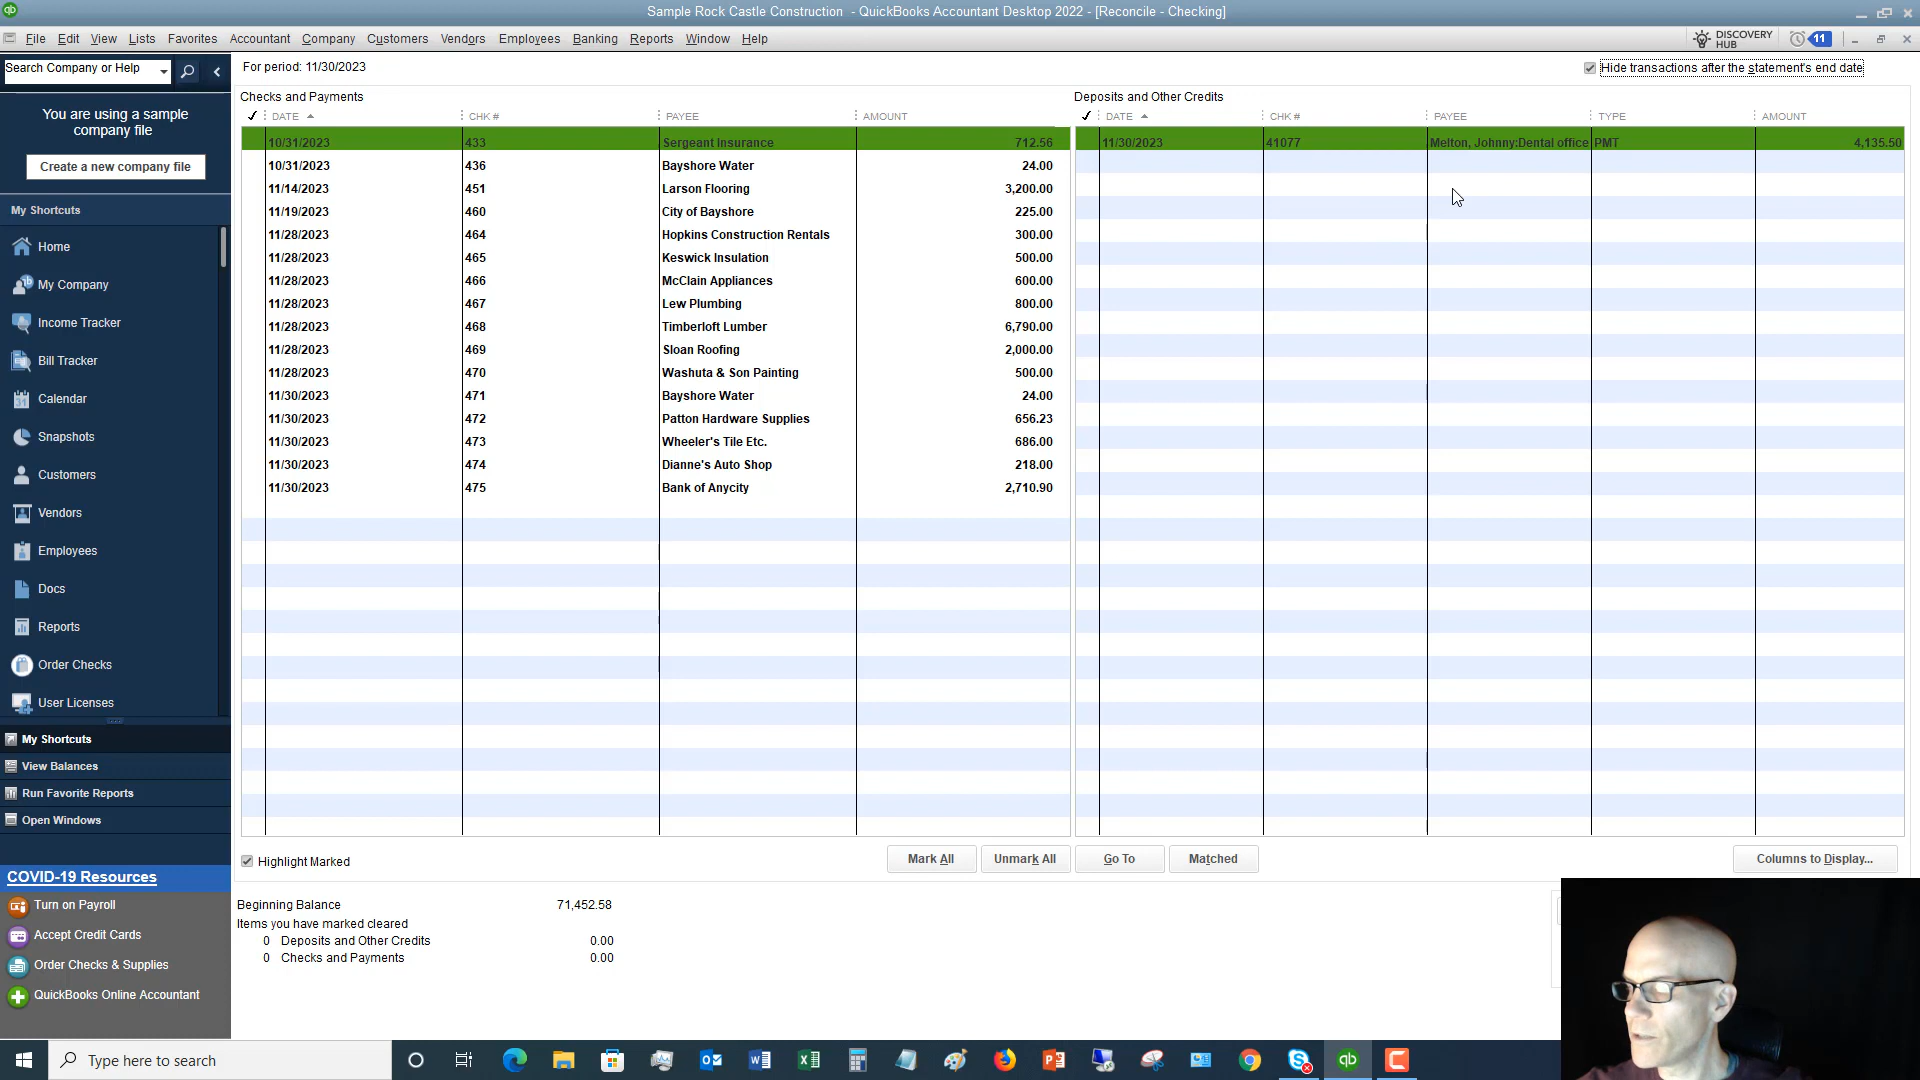 Sample Rock Castle Construction - QuickBooks Accountant Desktop 2022 - [Reconcile - Checking]
File Edit View Lists Favorites Accountant Company Customers Vendors Employees Banking Reports Window Help
DISCOVERY HUB 11
Search Company or Help
For period: 11/30/2023
Hide transactions after the statement's end date
You are using a sample company file
Create a new company file
My Shortcuts
Home
My Company
Income Tracker
Bill Tracker
Calendar
Snapshots
Customers
Vendors
Employees
Docs
Reports
Order Checks
User Licenses
My Shortcuts
View Balances
Run Favorite Reports
Open Windows
COVID-19 Resources
Turn on Payroll
Accept Credit Cards
Order Checks & Supplies
QuickBooks Online Accountant
Checks and Payments
DATE CHK # PAYEE AMOUNT
10/31/2023 433 Sergeant Insurance 712.56
10/31/2023 436 Bayshore Water 24.00
11/14/2023 451 Larson Flooring 3,200.00
11/19/2023 460 City of Bayshore 225.00
11/28/2023 464 Hopkins Construction Rentals 300.00
11/28/2023 465 Keswick Insulation 500.00
11/28/2023 466 McClain Appliances 600.00
11/28/2023 467 Lew Plumbing 800.00
11/28/2023 468 Timberloft Lumber 6,790.00
11/28/2023 469 Sloan Roofing 2,000.00
11/28/2023 470 Washuta & Son Painting 500.00
11/30/2023 471 Bayshore Water 24.00
11/30/2023 472 Patton Hardware Supplies 656.23
11/30/2023 473 Wheeler's Tile Etc. 686.00
11/30/2023 474 Dianne's Auto Shop 218.00
11/30/2023 475 Bank of Anycity 2,710.90
Deposits and Other Credits
DATE CHK # PAYEE TYPE AMOUNT
11/30/2023 41077 Melton, Johnny:Dental office PMT 4,135.50
Highlight Marked
Mark All Unmark All Go To Matched Columns to Display...
Beginning Balance 71,452.58
Items you have marked cleared
0 Deposits and Other Credits 0.00
0 Checks and Payments 0.00
Type here to search